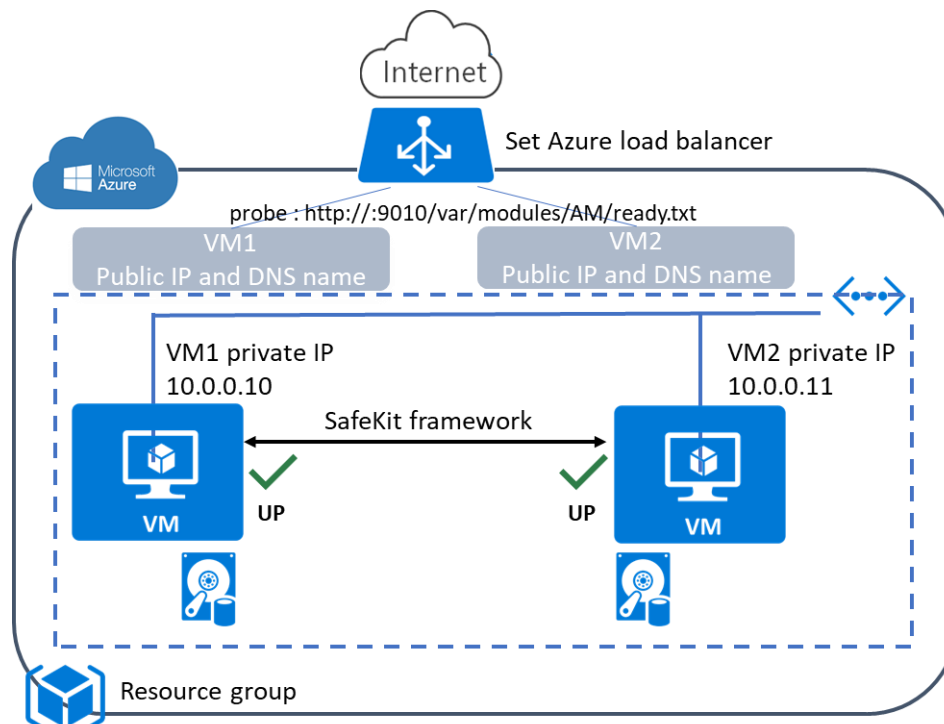 Internet
Set Azure load balancer
Microsoft
Azure
probe : http://:9010/var/modules/AM/ready.txt
VM1
Public IP and DNS name
VM2
Public IP and DNS name
VM1 private IP
10.0.0.10
VM2 private IP
10.0.0.11
SafeKit framework
VM
UP
UP
VM
Resource group